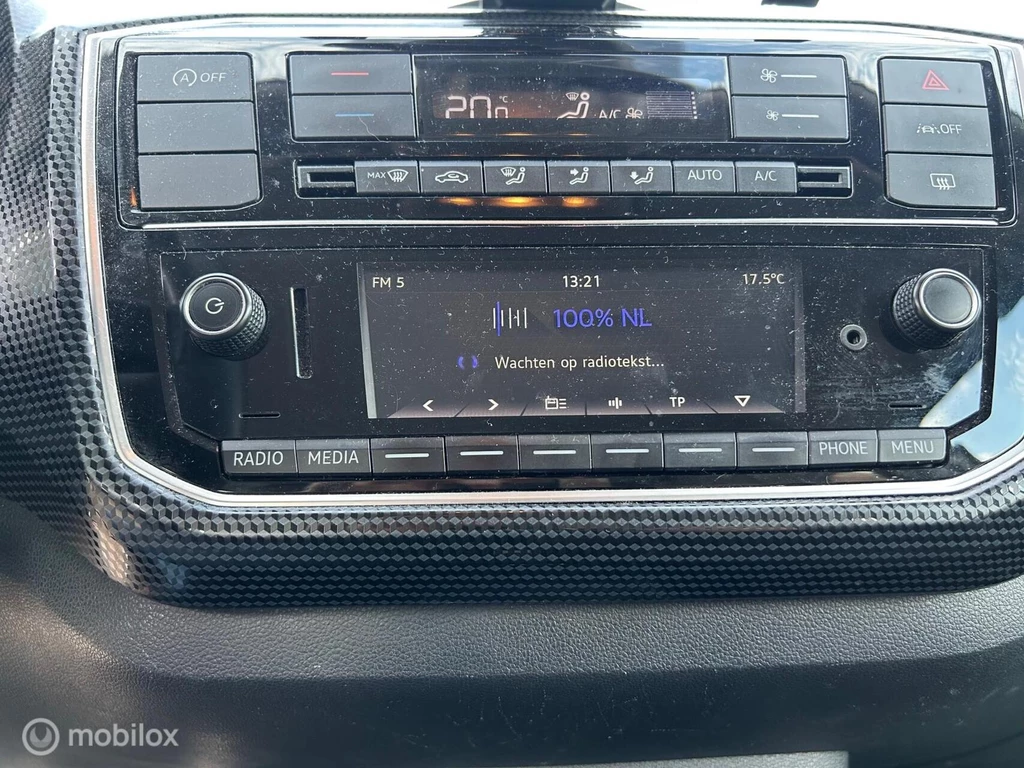 A OFF
20.0 °C A/C
OFF
MAX AUTO A/C
FM 5 13:21 17.5°C
100% NL
Wachten op radiotekst...
TP
RADIO MEDIA PHONE MENU
mobilox